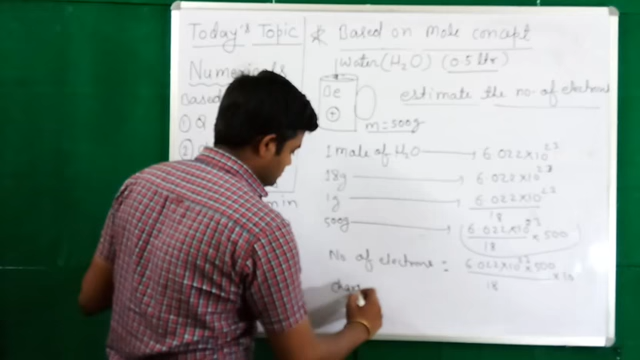 Today's Topic
Numericals
Based
① Q
②
min
* Based on mole concapt
Water (H₂O) (0.5 ltr)
⊖e
⊕
m = 500g
estimate the no. of electrons
1 mole of H₂O → 6.022×10²³
18g → 6.022×10²³
1g → 6.022×10²³/18
500g → (6.022×10²³/18 × 500)
No of electrons = 6.022×10²³×500/18 × 10
Char